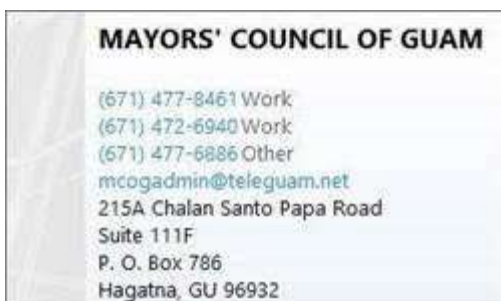 MAYORS' COUNCIL OF GUAM
(671) 477-8461 Work
(671) 472-6940 Work
(671) 477-6886 Other
mcogadmin@teleguam.net
215A Chalan Santo Papa Road
Suite 111F
P. O. Box 786
Hagatna, GU 96932